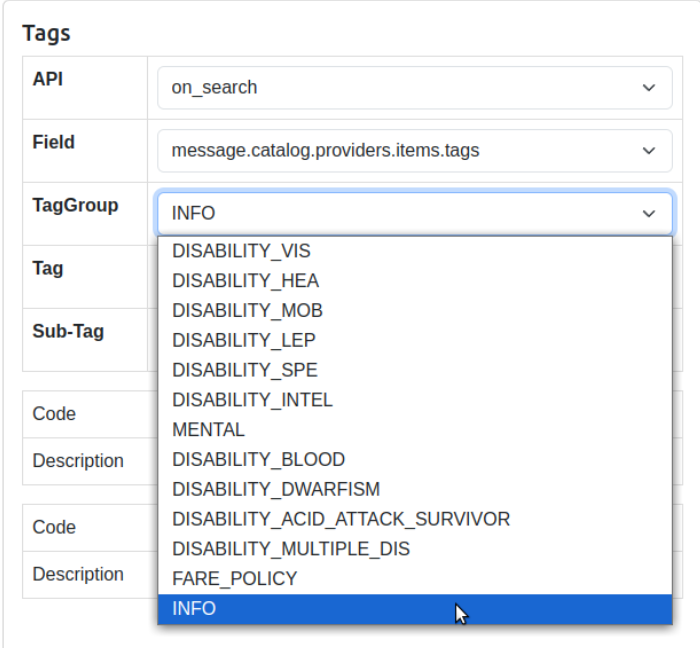 Tags
API
on_search
Field
message.catalog.providers.items.tags
TagGroup
INFO
DISABILITY_VIS
DISABILITY_HEA
DISABILITY_MOB
DISABILITY_LEP
DISABILITY_SPE
DISABILITY_INTEL
MENTAL
DISABILITY_BLOOD
DISABILITY_DWARFISM
DISABILITY_ACID_ATTACK_SURVIVOR
DISABILITY_MULTIPLE_DIS
FARE_POLICY
INFO
Tag
Sub-Tag
Code
Description
Code
Description